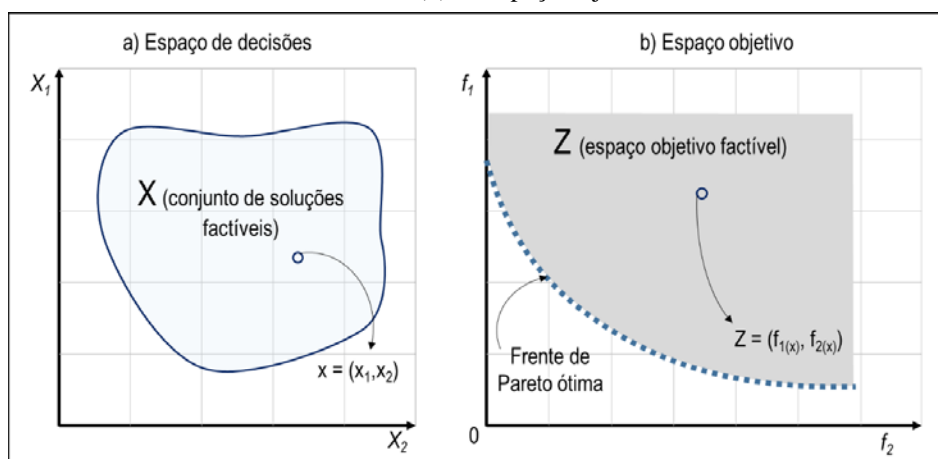 a) Espaço de decisões
X₁
X (conjunto de soluções
factíveis)
x = (x₁,x₂)
X₂
b) Espaço objetivo
f₁
Z (espaço objetivo factível)
Z = (f₁₍ₓ₎, f₂₍ₓ₎)
Frente de
Pareto ótima
0
f₂